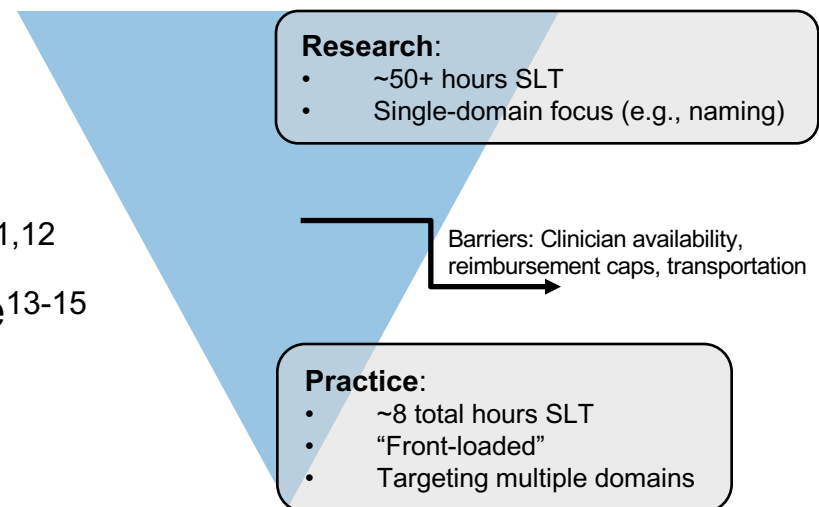 Research:
• ~50+ hours SLT
• Single-domain focus (e.g., naming)
1,12
Barriers: Clinician availability,
reimbursement caps, transportation
e13-15
Practice:
• ~8 total hours SLT
• “Front-loaded”
• Targeting multiple domains